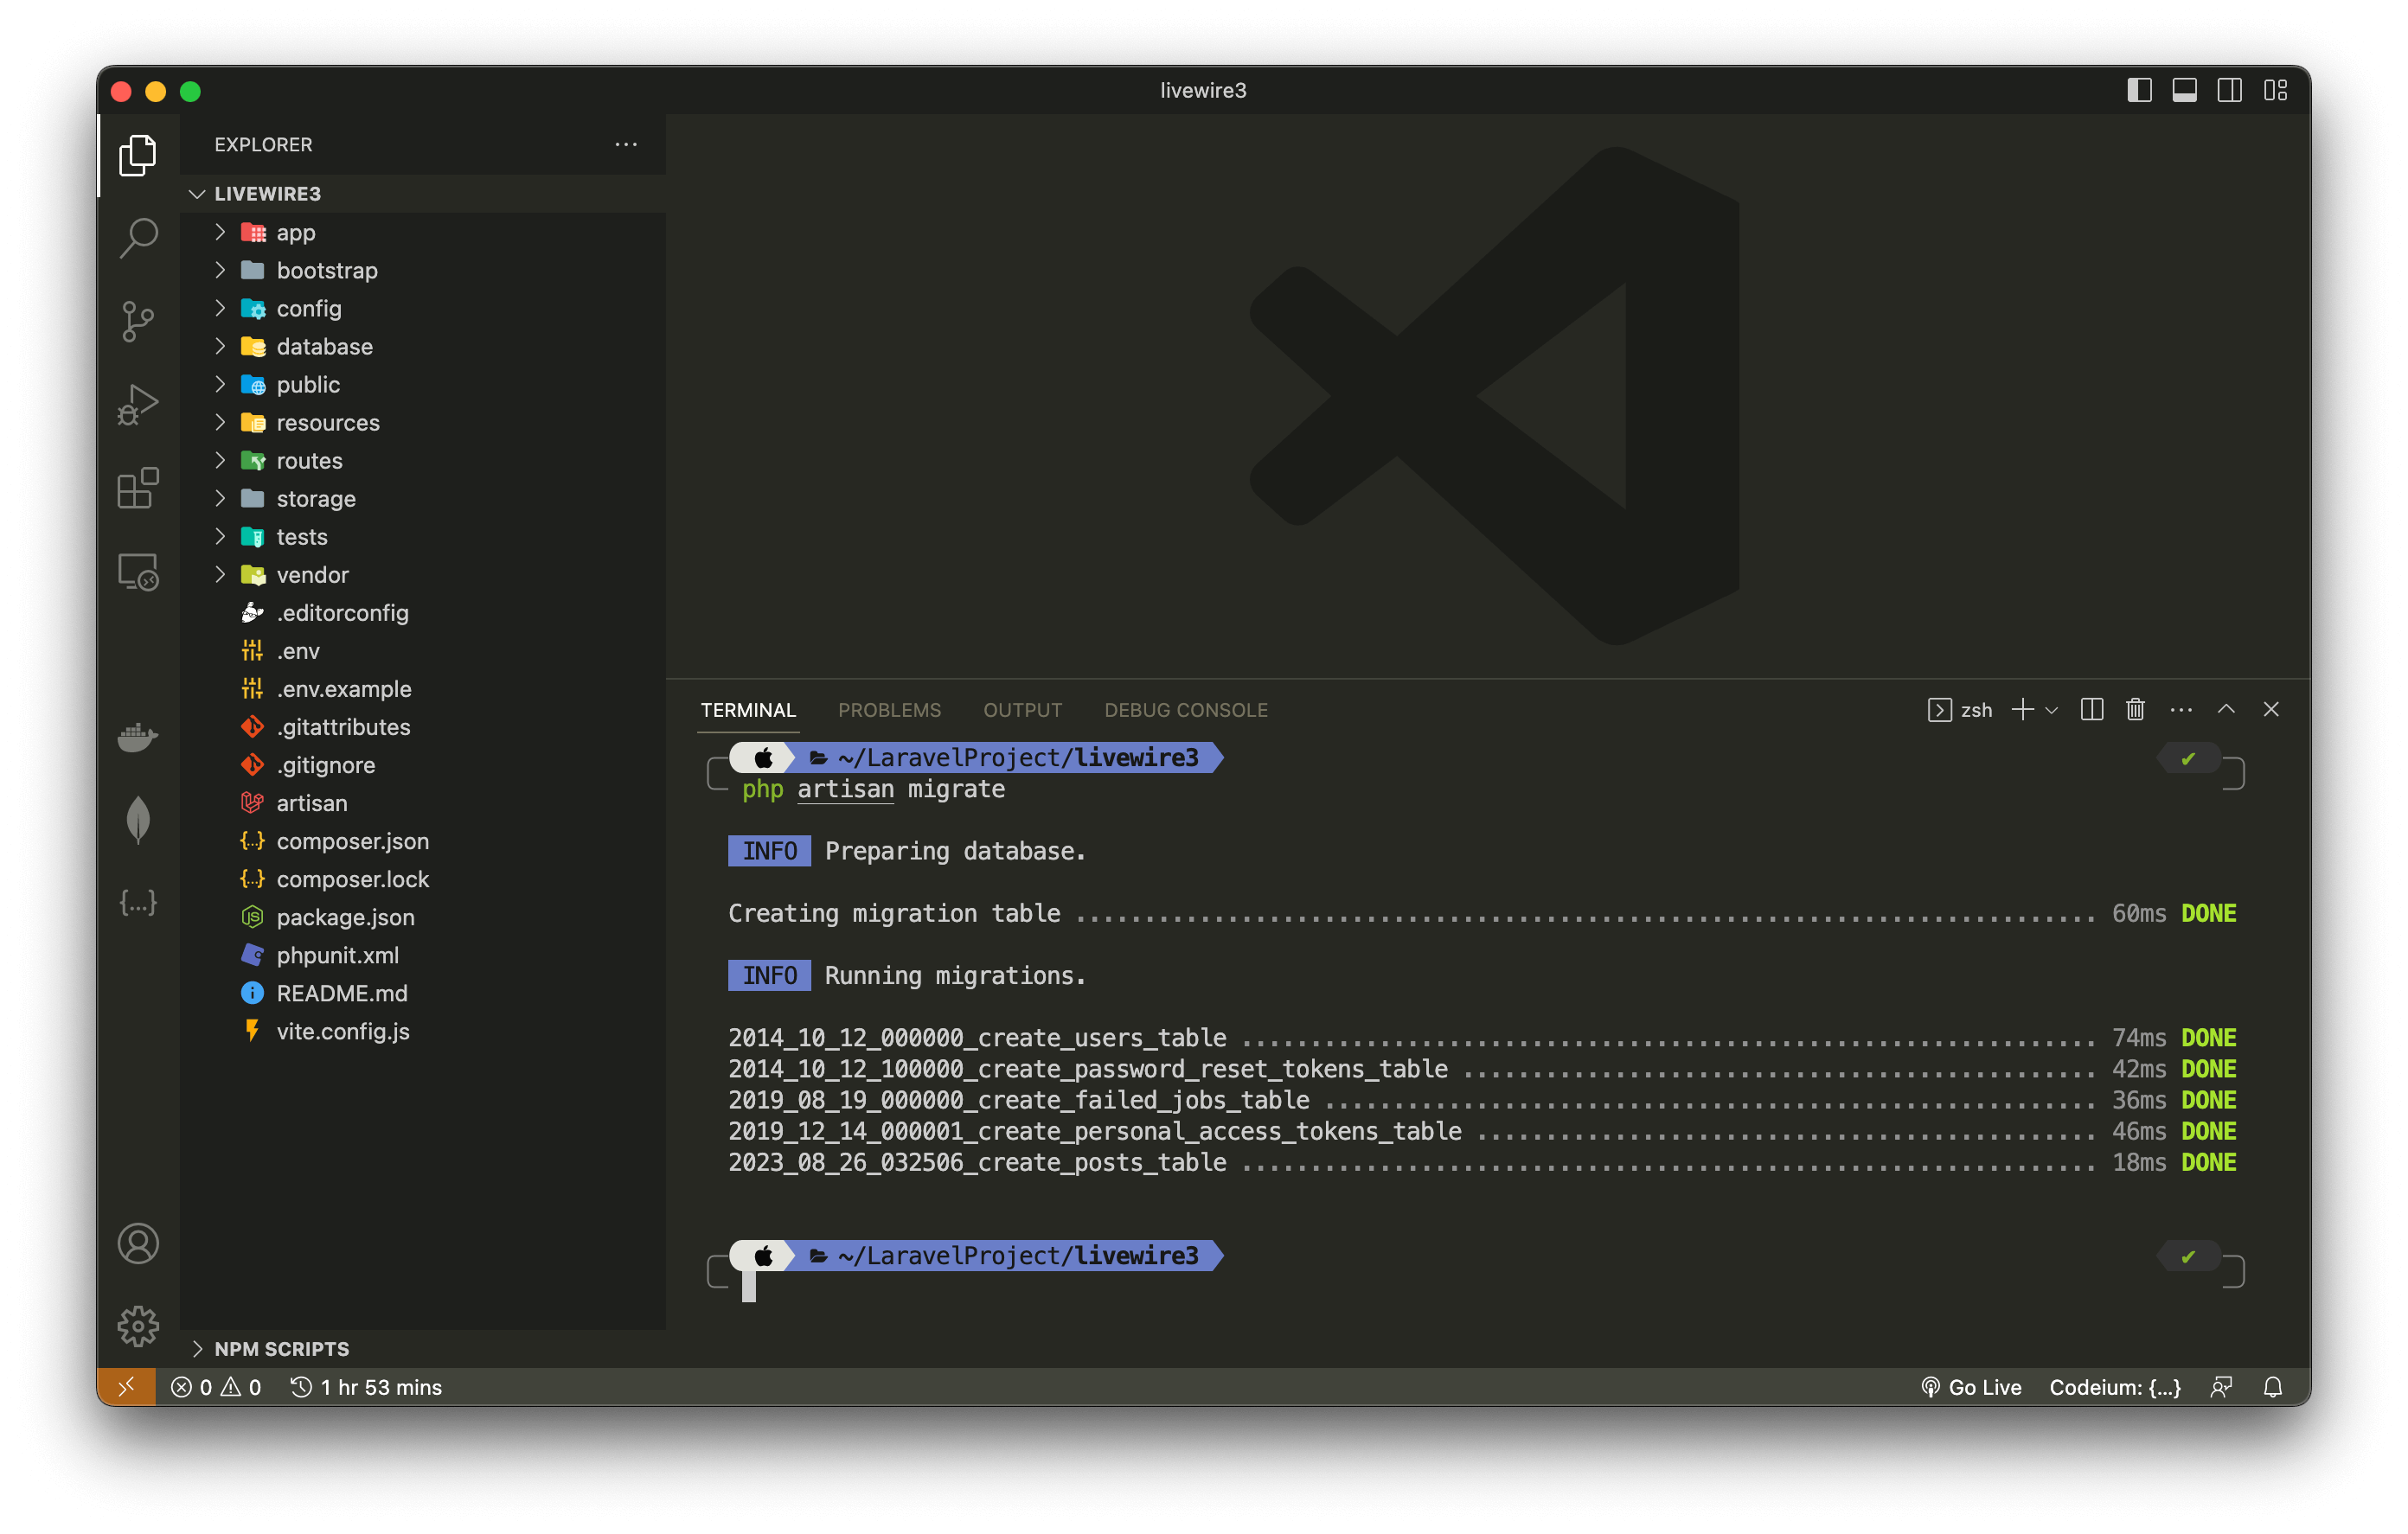 livewire3
EXPLORER
LIVEWIRE3
app
bootstrap
config
database
public
resources
routes
storage
tests
vendor
.editorconfig
.env
.env.example
.gitattributes
.gitignore
artisan
{..} composer.json
{..} composer.lock
JS package.json
phpunit.xml
i README.md
vite.config.js
{...}
NPM SCRIPTS
TERMINAL PROBLEMS OUTPUT DEBUG CONSOLE zsh
~/LaravelProject/livewire3 ✔
php artisan migrate
INFO Preparing database.
Creating migration table .......................................................................... 60ms DONE
INFO Running migrations.
2014_10_12_000000_create_users_table .............................................................. 74ms DONE
2014_10_12_100000_create_password_reset_tokens_table .............................................. 42ms DONE
2019_08_19_000000_create_failed_jobs_table ........................................................ 36ms DONE
2019_12_14_000001_create_personal_access_tokens_table ............................................. 46ms DONE
2023_08_26_032506_create_posts_table .............................................................. 18ms DONE
~/LaravelProject/livewire3 ✔
0 0 1 hr 53 mins Go Live Codeium: {...}